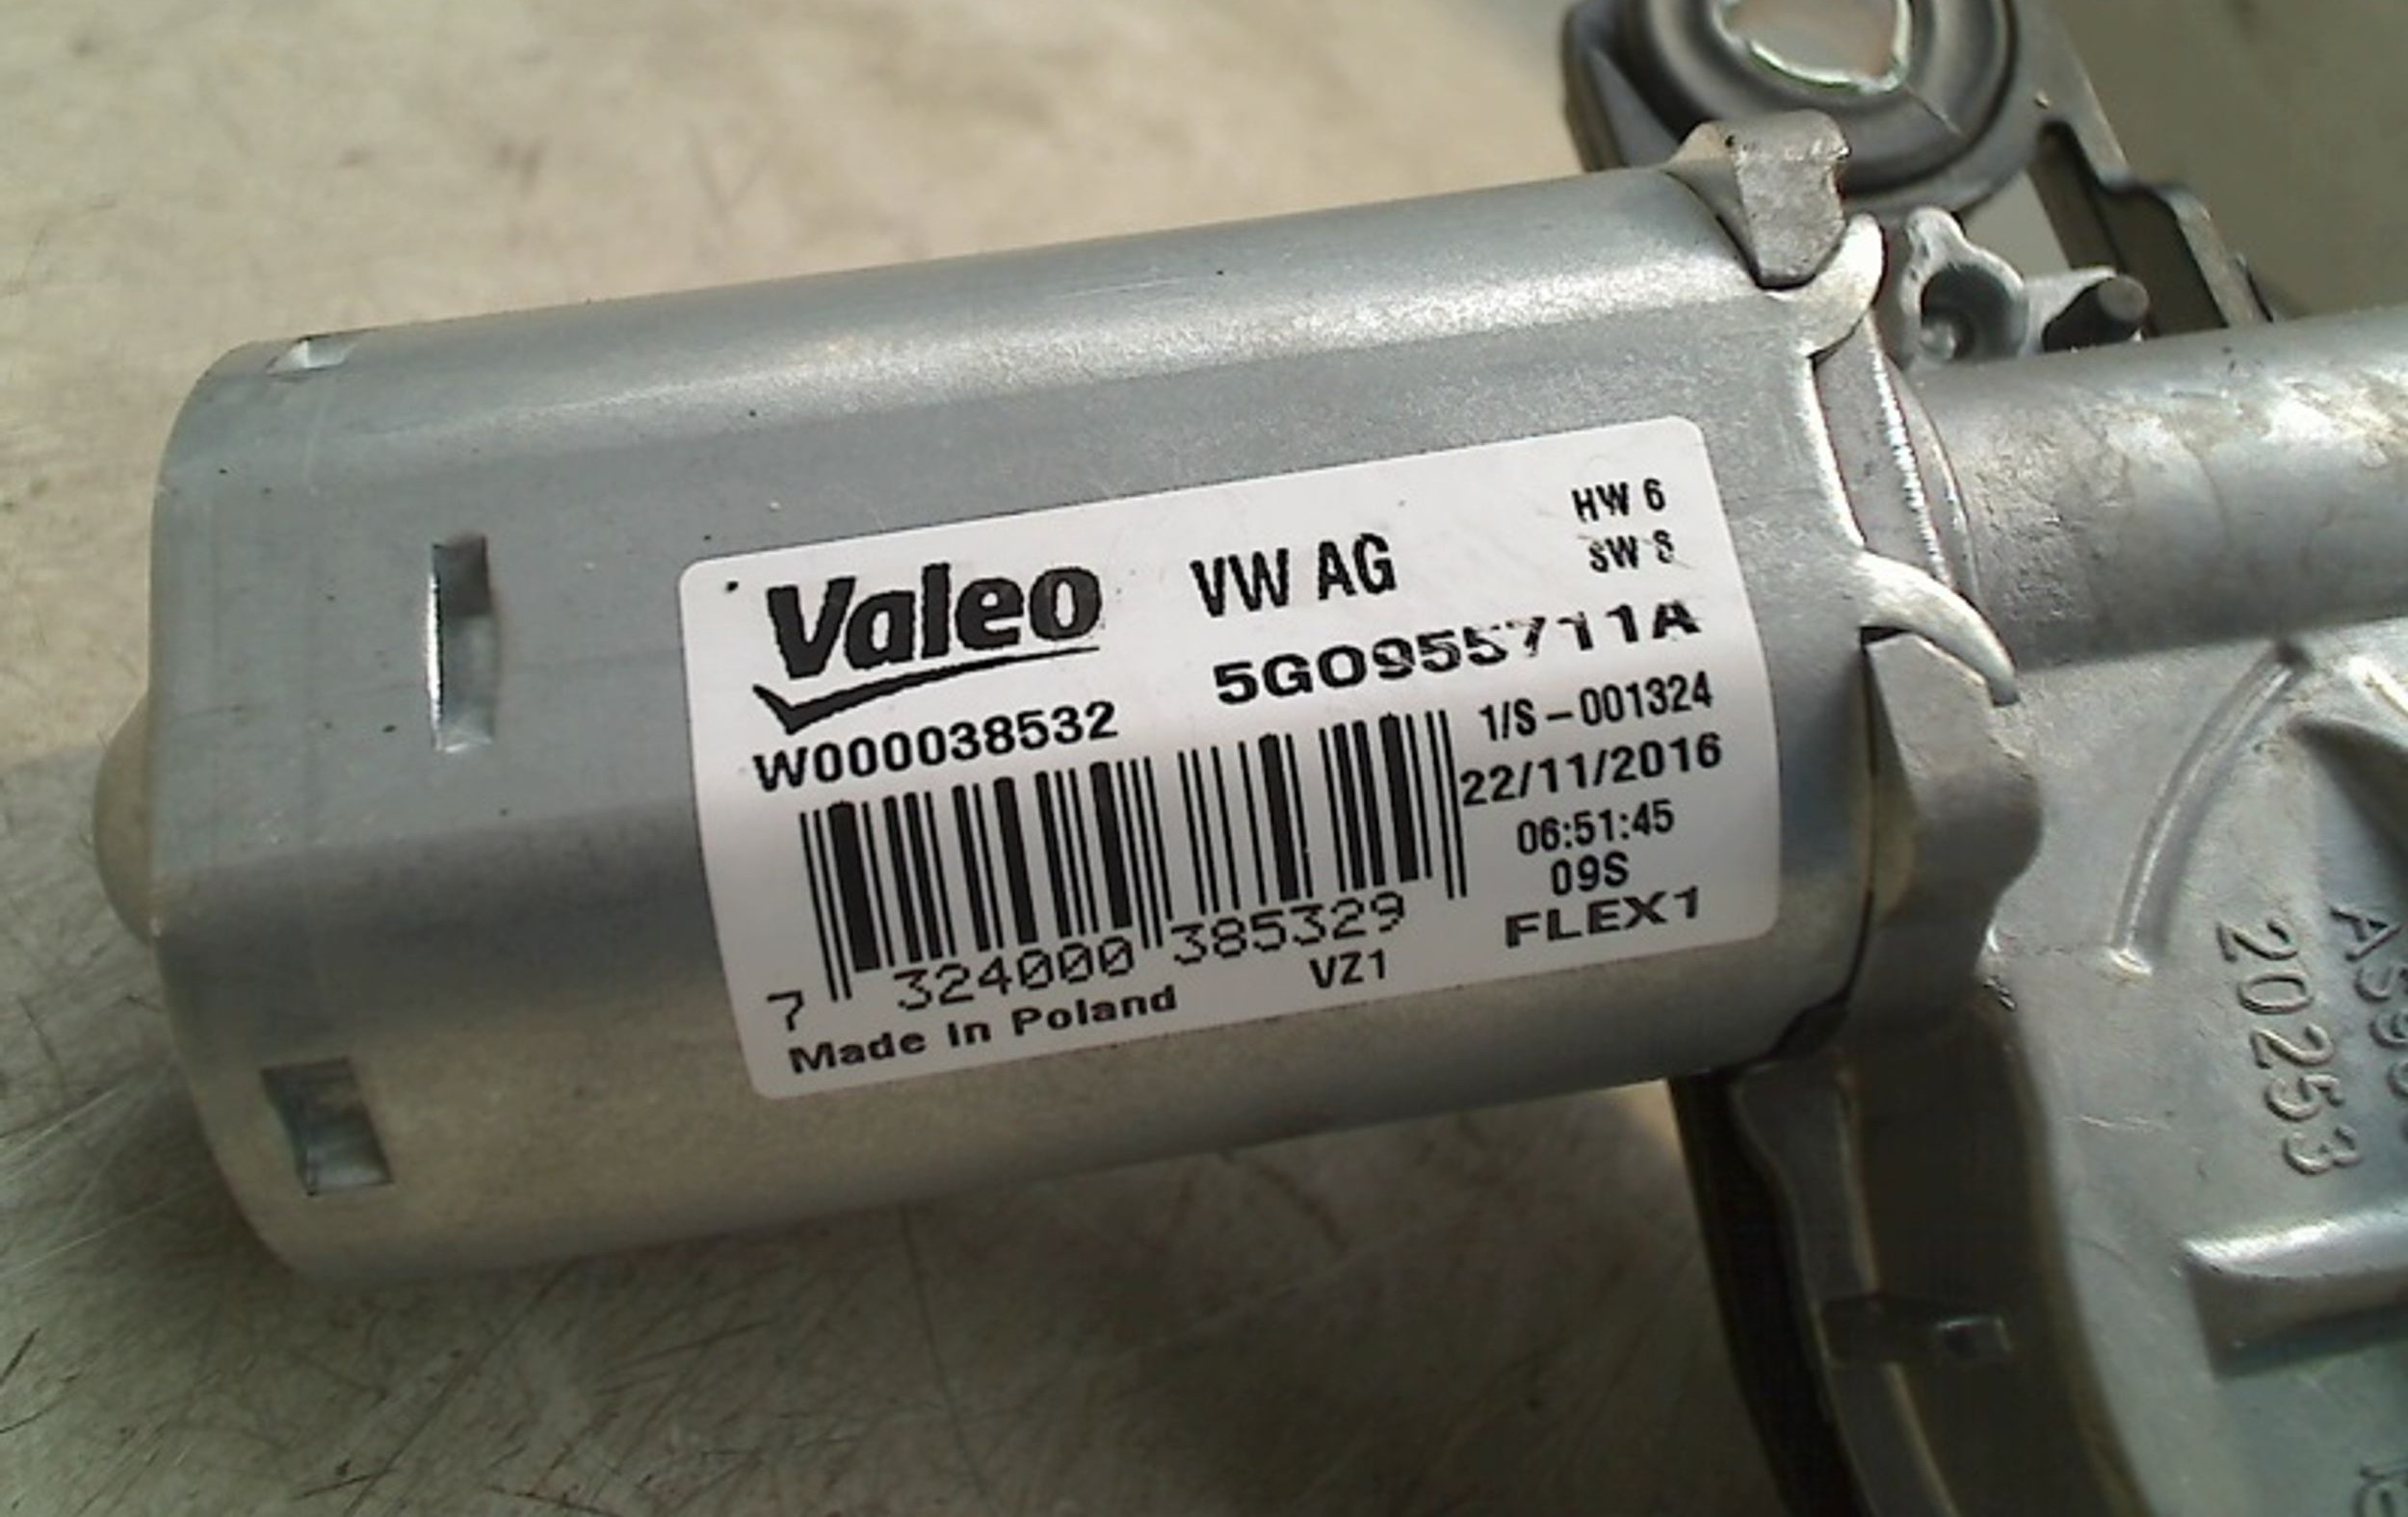 Valeo VW AG HW 6
SW 8
5G0955711A
W000038532 1/S-001324
22/11/2016
06:51:45
09S
7 324000 385329 FLEX1
Made in Poland VZ1
20253